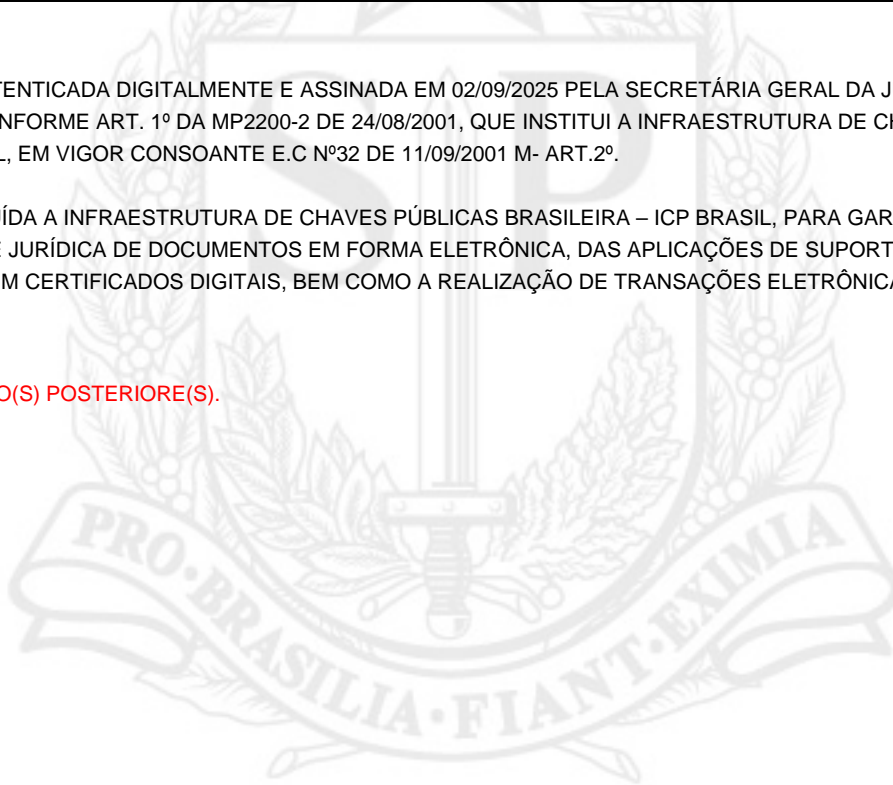 TENTICADA DIGITALMENTE E ASSINADA EM 02/09/2025 PELA SECRETÁRIA GERAL DA J
NFORME ART. 1º DA MP2200-2 DE 24/08/2001, QUE INSTITUI A INFRAESTRUTURA DE C
L, EM VIGOR CONSOANTE E.C Nº32 DE 11/09/2001 M- ART.2º.
ÍDA A INFRAESTRUTURA DE CHAVES PÚBLICAS BRASILEIRA – ICP BRASIL, PARA GAR
E JURÍDICA DE DOCUMENTOS EM FORMA ELETRÔNICA, DAS APLICAÇÕES DE SUPORT
M CERTIFICADOS DIGITAIS, BEM COMO A REALIZAÇÃO DE TRANSAÇÕES ELETRÔNICA
O(S) POSTERIORE(S).
SP
PRO·BRASILIA·FIANT·EXIMIA